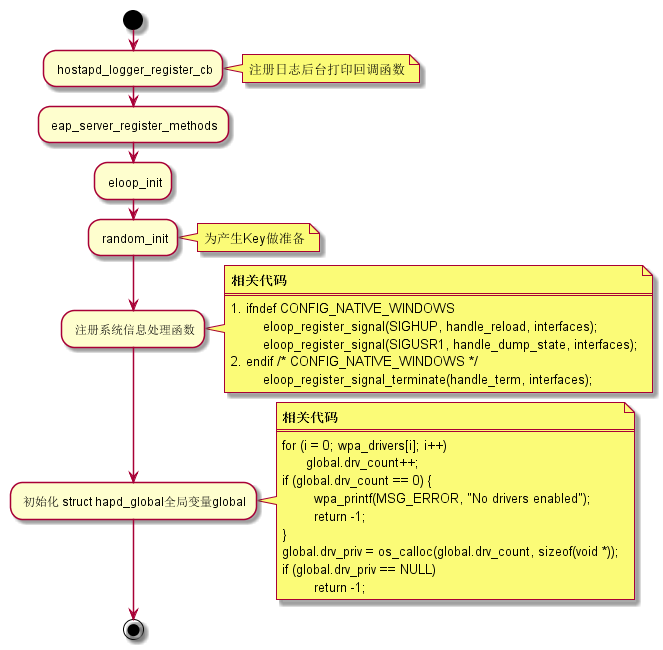 hostapd_logger_register_cb
注册日志后台打印回调函数
eap_server_register_methods
eloop_init
random_init
为产生Key做准备
注册系统信息处理函数
相关代码
1. ifndef CONFIG_NATIVE_WINDOWS
eloop_register_signal(SIGHUP, handle_reload, interfaces);
eloop_register_signal(SIGUSR1, handle_dump_state, interfaces);
2. endif /* CONFIG_NATIVE_WINDOWS */
eloop_register_signal_terminate(handle_term, interfaces);
初始化 struct hapd_global全局变量global
相关代码
for (i = 0; wpa_drivers[i]; i++)
global.drv_count++;
if (global.drv_count == 0) {
wpa_printf(MSG_ERROR, "No drivers enabled");
return -1;
}
global.drv_priv = os_calloc(global.drv_count, sizeof(void *));
if (global.drv_priv == NULL)
return -1;